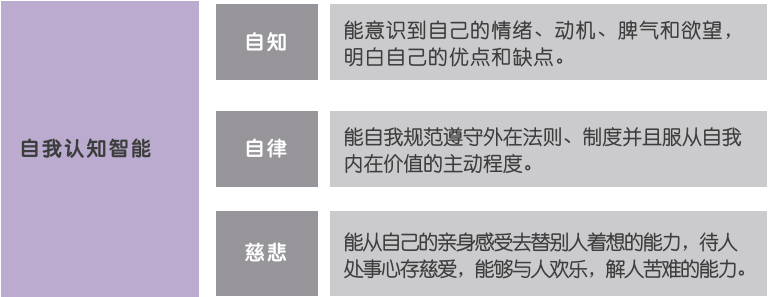 自我认知智能
自知
能意识到自己的情绪、动机、脾气和欲望，
明白自己的优点和缺点。
自律
能自我规范遵守外在法则、制度并且服从自我
内在价值的主动程度。
慈悲
能从自己的亲身感受去替别人着想的能力，待人
处事心存慈爱，能够与人欢乐，解人苦难的能力。